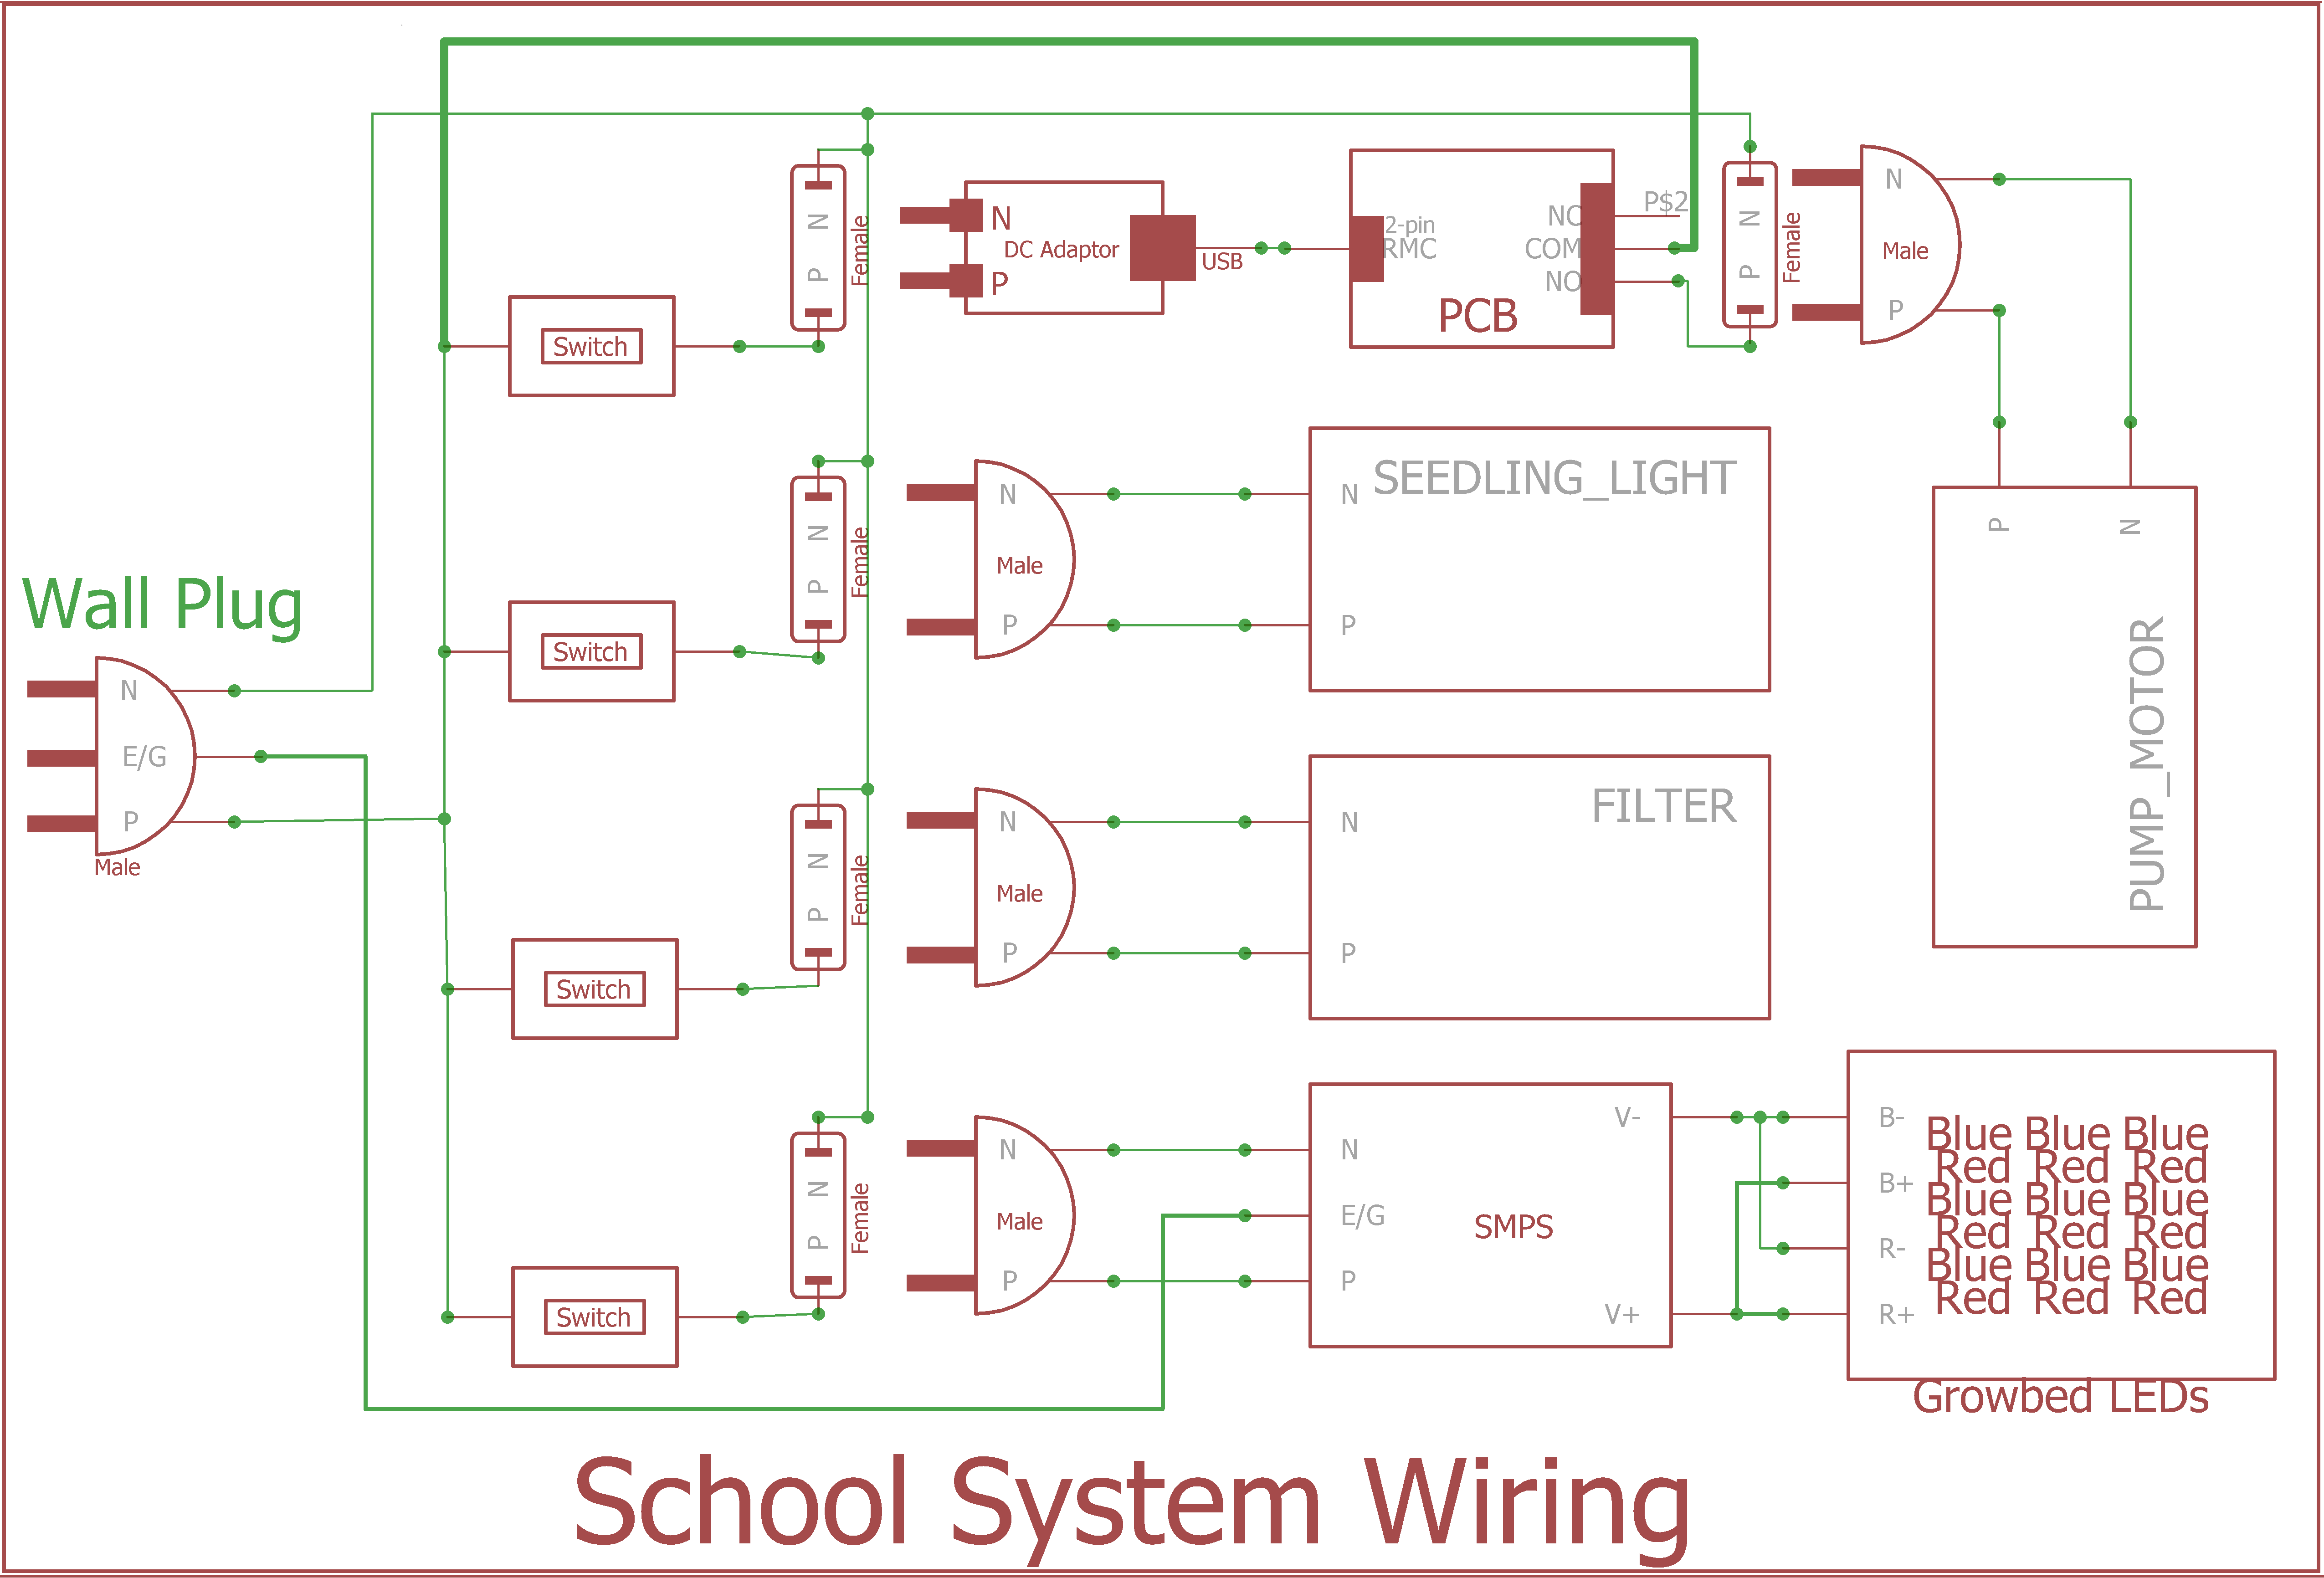 Wall Plug
N
E/G
P
Male
Switch
N
P
Female
N
DC Adaptor
P
USB
2-pin
RMC
PCB
NC
COM
NO
P$2
N
P
Female
N
Male
P
Switch
N
P
Female
N
Male
P
SEEDLING_LIGHT
N
P
P
N
PUMP_MOTOR
Switch
N
P
Female
N
Male
P
FILTER
N
P
Switch
N
P
Female
N
Male
P
N
E/G
P
SMPS
V-
V+
B-
B+
R-
R+
Blue Blue Blue
Red Red Red
Blue Blue Blue
Red Red Red
Blue Blue Blue
Red Red Red
Growbed LEDs
School System Wiring